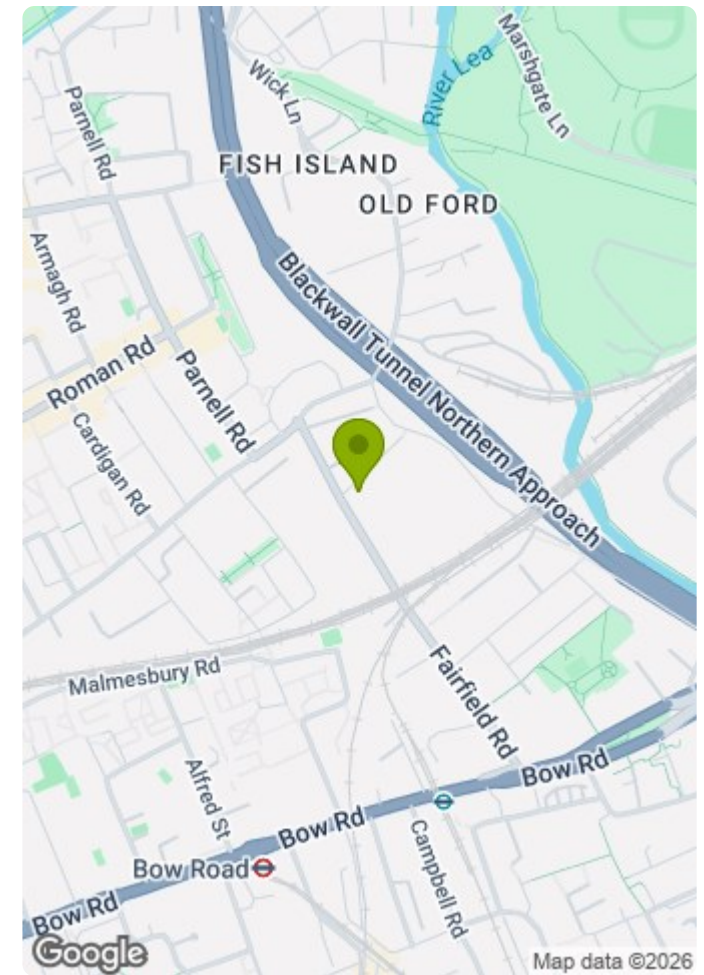 Marshgate Ln
River Lea
Wick Ln
Parnell Rd
FISH ISLAND
OLD FORD
Armagh Rd
Blackwall Tunnel Northern Approach
Roman Rd
Parnell Rd
Cardigan Rd
Malmesbury Rd
Fairfield Rd
Alfred St
Bow Rd
Bow Rd
Campbell Rd
Bow Road
Bow Rd
Google
Map data ©2026